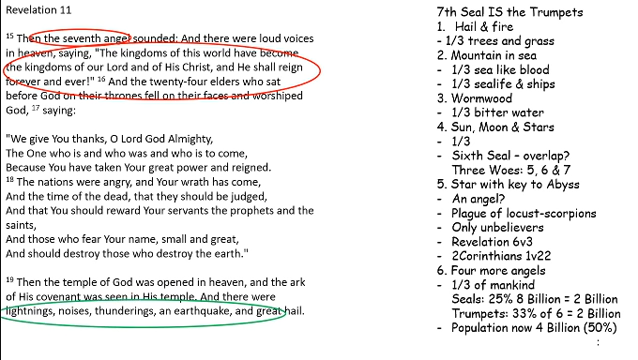 Revelation 11
¹⁵ Then the seventh angel sounded: And there were loud voices
in heaven, saying, "The kingdoms of this world have become
the kingdoms of our Lord and of His Christ, and He shall reign
forever and ever!" ¹⁶ And the twenty-four elders who sat
before God on their thrones fell on their faces and worshiped
God, ¹⁷ saying:
"We give You thanks, O Lord God Almighty,
The One who is and who was and who is to come,
Because You have taken Your great power and reigned.
¹⁸ The nations were angry, and Your wrath has come,
And the time of the dead, that they should be judged,
And that You should reward Your servants the prophets and the
saints,
And those who fear Your name, small and great,
And should destroy those who destroy the earth."
¹⁹ Then the temple of God was opened in heaven, and the ark
of His covenant was seen in His temple. And there were
lightnings, noises, thunderings, an earthquake, and great hail.
7th Seal IS the Trumpets
1. Hail & fire
- 1/3 trees and grass
2. Mountain in sea
- 1/3 sea like blood
- 1/3 sealife & ships
3. Wormwood
- 1/3 bitter water
4. Sun, Moon & Stars
- 1/3
- Sixth Seal – overlap?
Three Woes: 5, 6 & 7
5. Star with key to Abyss
- An angel?
- Plague of locust-scorpions
- Only unbelievers
- Revelation 6v3
- 2Corinthians 1v22
6. Four more angels
- 1/3 of mankind
Seals: 25% 8 Billion = 2 Billion
Trumpets: 33% of 6 = 2 Billion
- Population now 4 Billion (50%)
: